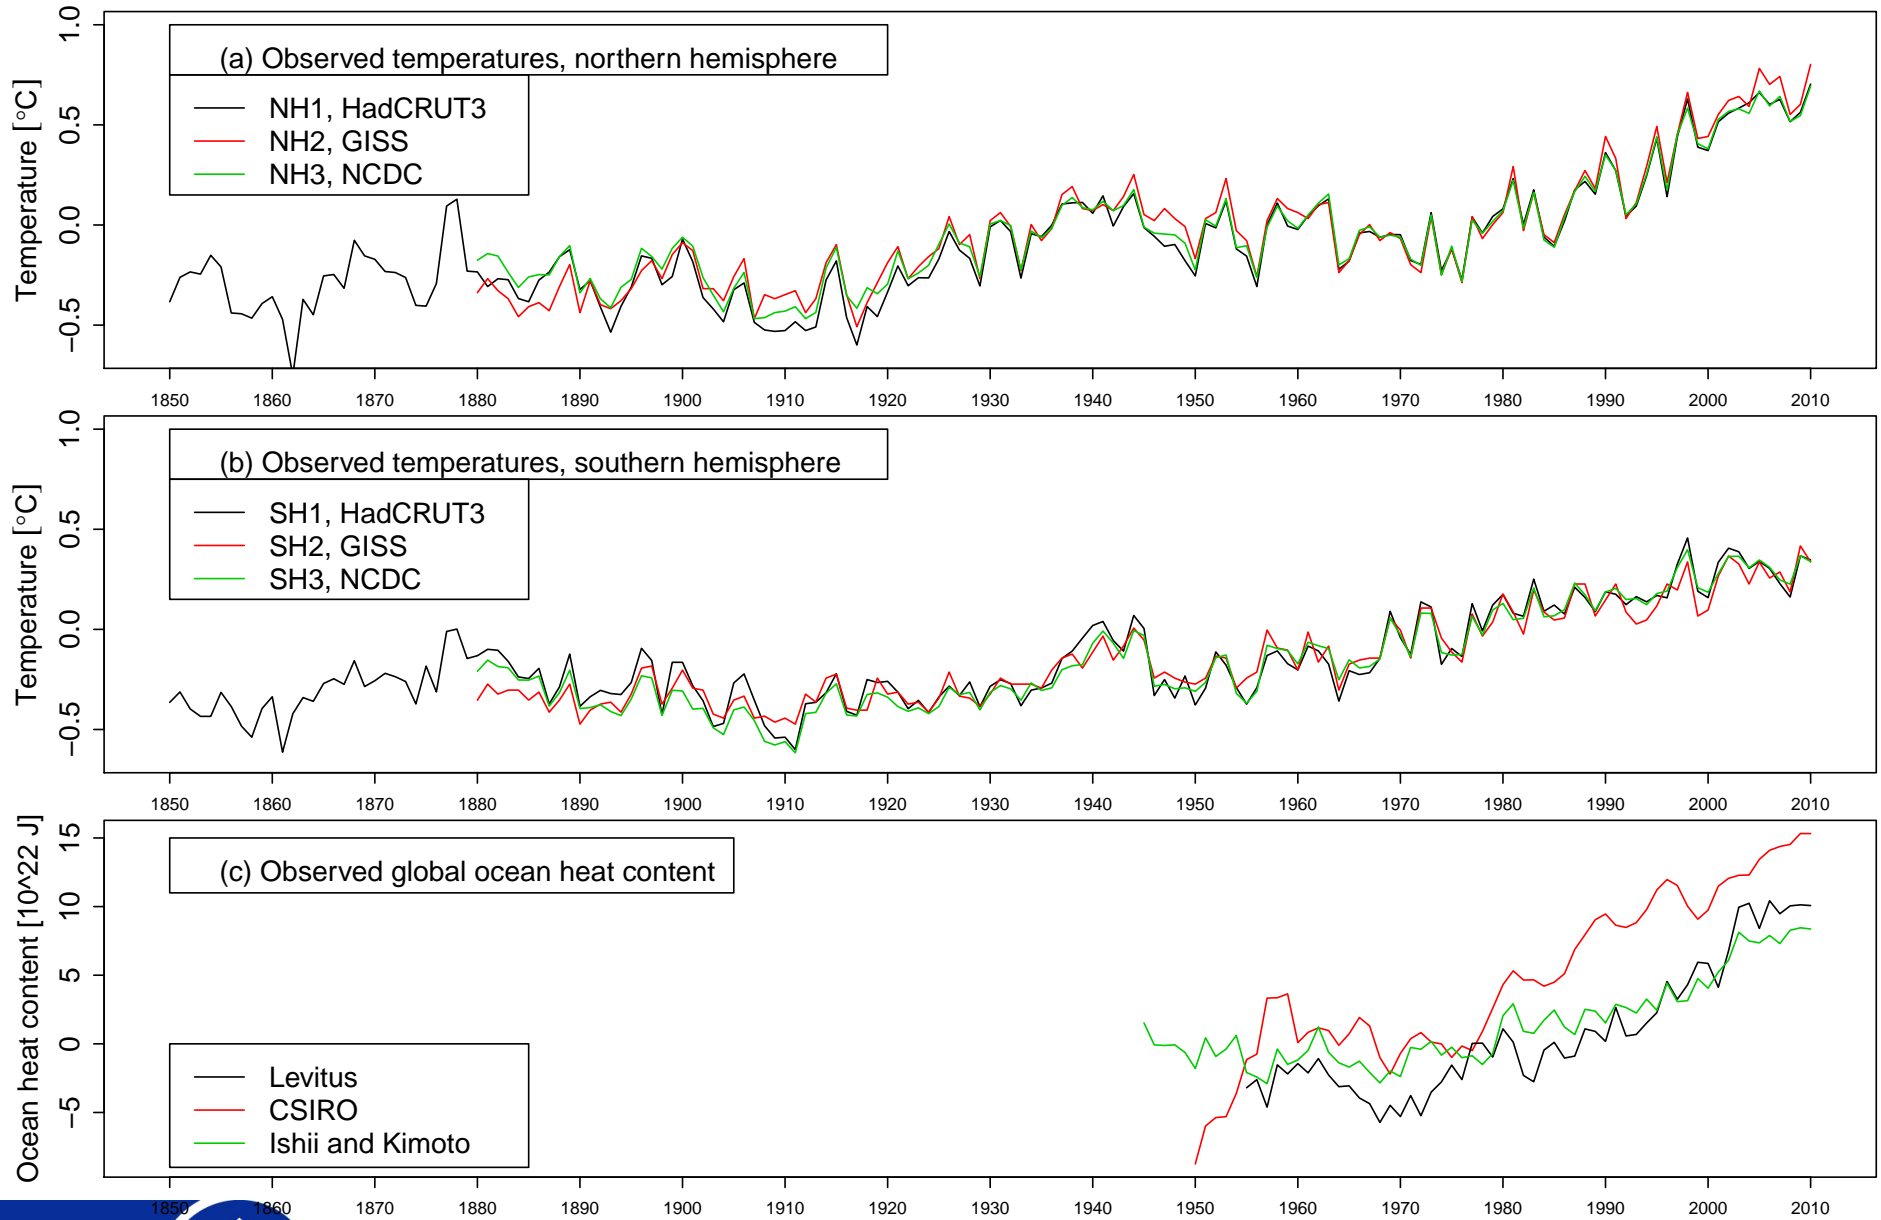 (a) Observed temperatures, northern hemisphere
NH1, HadCRUT3
NH2, GISS
NH3, NCDC
Temperature [°C]
1.0
0.5
0.0
−0.5
1850 1860 1870 1880 1890 1900 1910 1920 1930 1940 1950 1960 1970 1980 1990 2000 2010
(b) Observed temperatures, southern hemisphere
SH1, HadCRUT3
SH2, GISS
SH3, NCDC
Temperature [°C]
1.0
0.5
0.0
−0.5
1850 1860 1870 1880 1890 1900 1910 1920 1930 1940 1950 1960 1970 1980 1990 2000 2010
(c) Observed global ocean heat content
Levitus
CSIRO
Ishii and Kimoto
Ocean heat content [10^22 J]
15
10
5
0
−5
1850 1860 1870 1880 1890 1900 1910 1920 1930 1940 1950 1960 1970 1980 1990 2000 2010